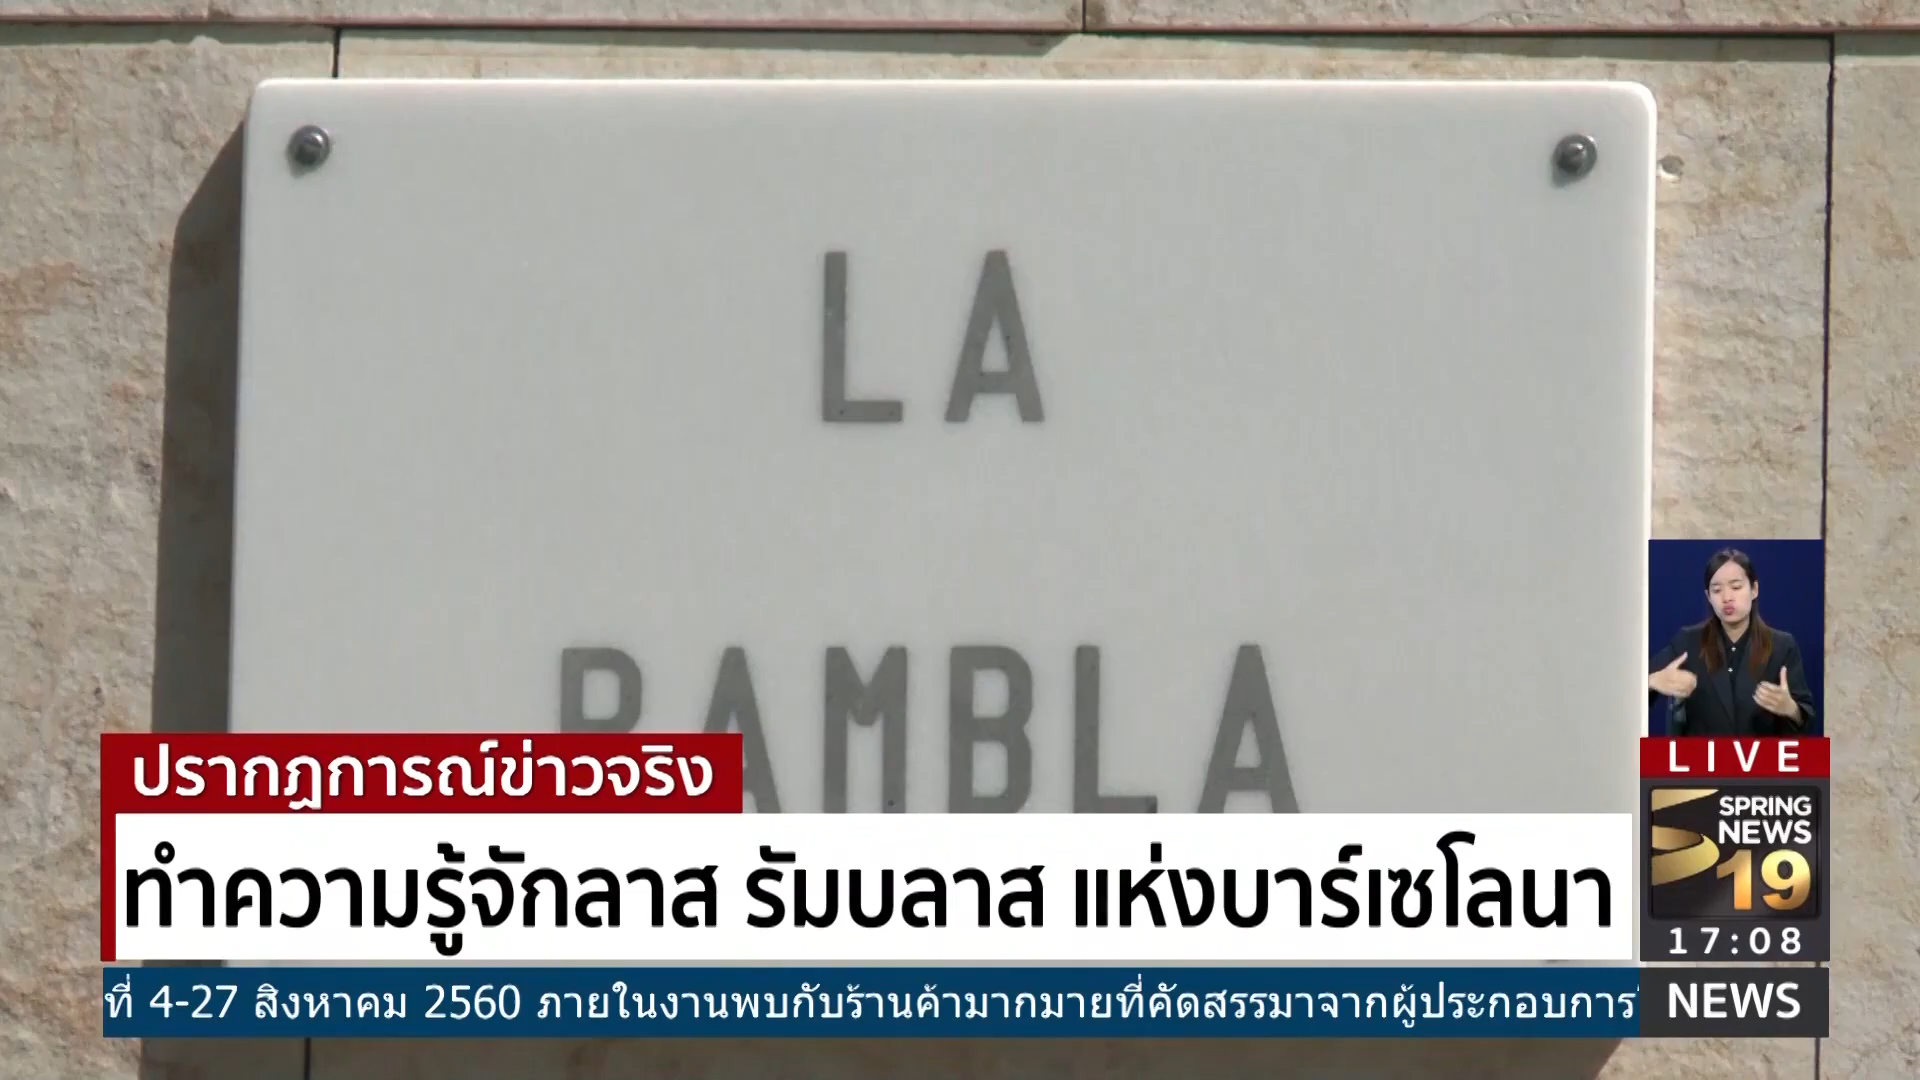 LA
RAMBLA
ปรากฏการณ์ข่าวจริง
ทำความรู้จักลาส รัมบลาส แห่งบาร์เซโลนา
ที่ 4-27 สิงหาคม 2560 ภายในงานพบกับร้านค้ามากมายที่คัดสรรมาจากผู้ประกอบการ
LIVE
SPRING
NEWS
19
17:08
NEWS